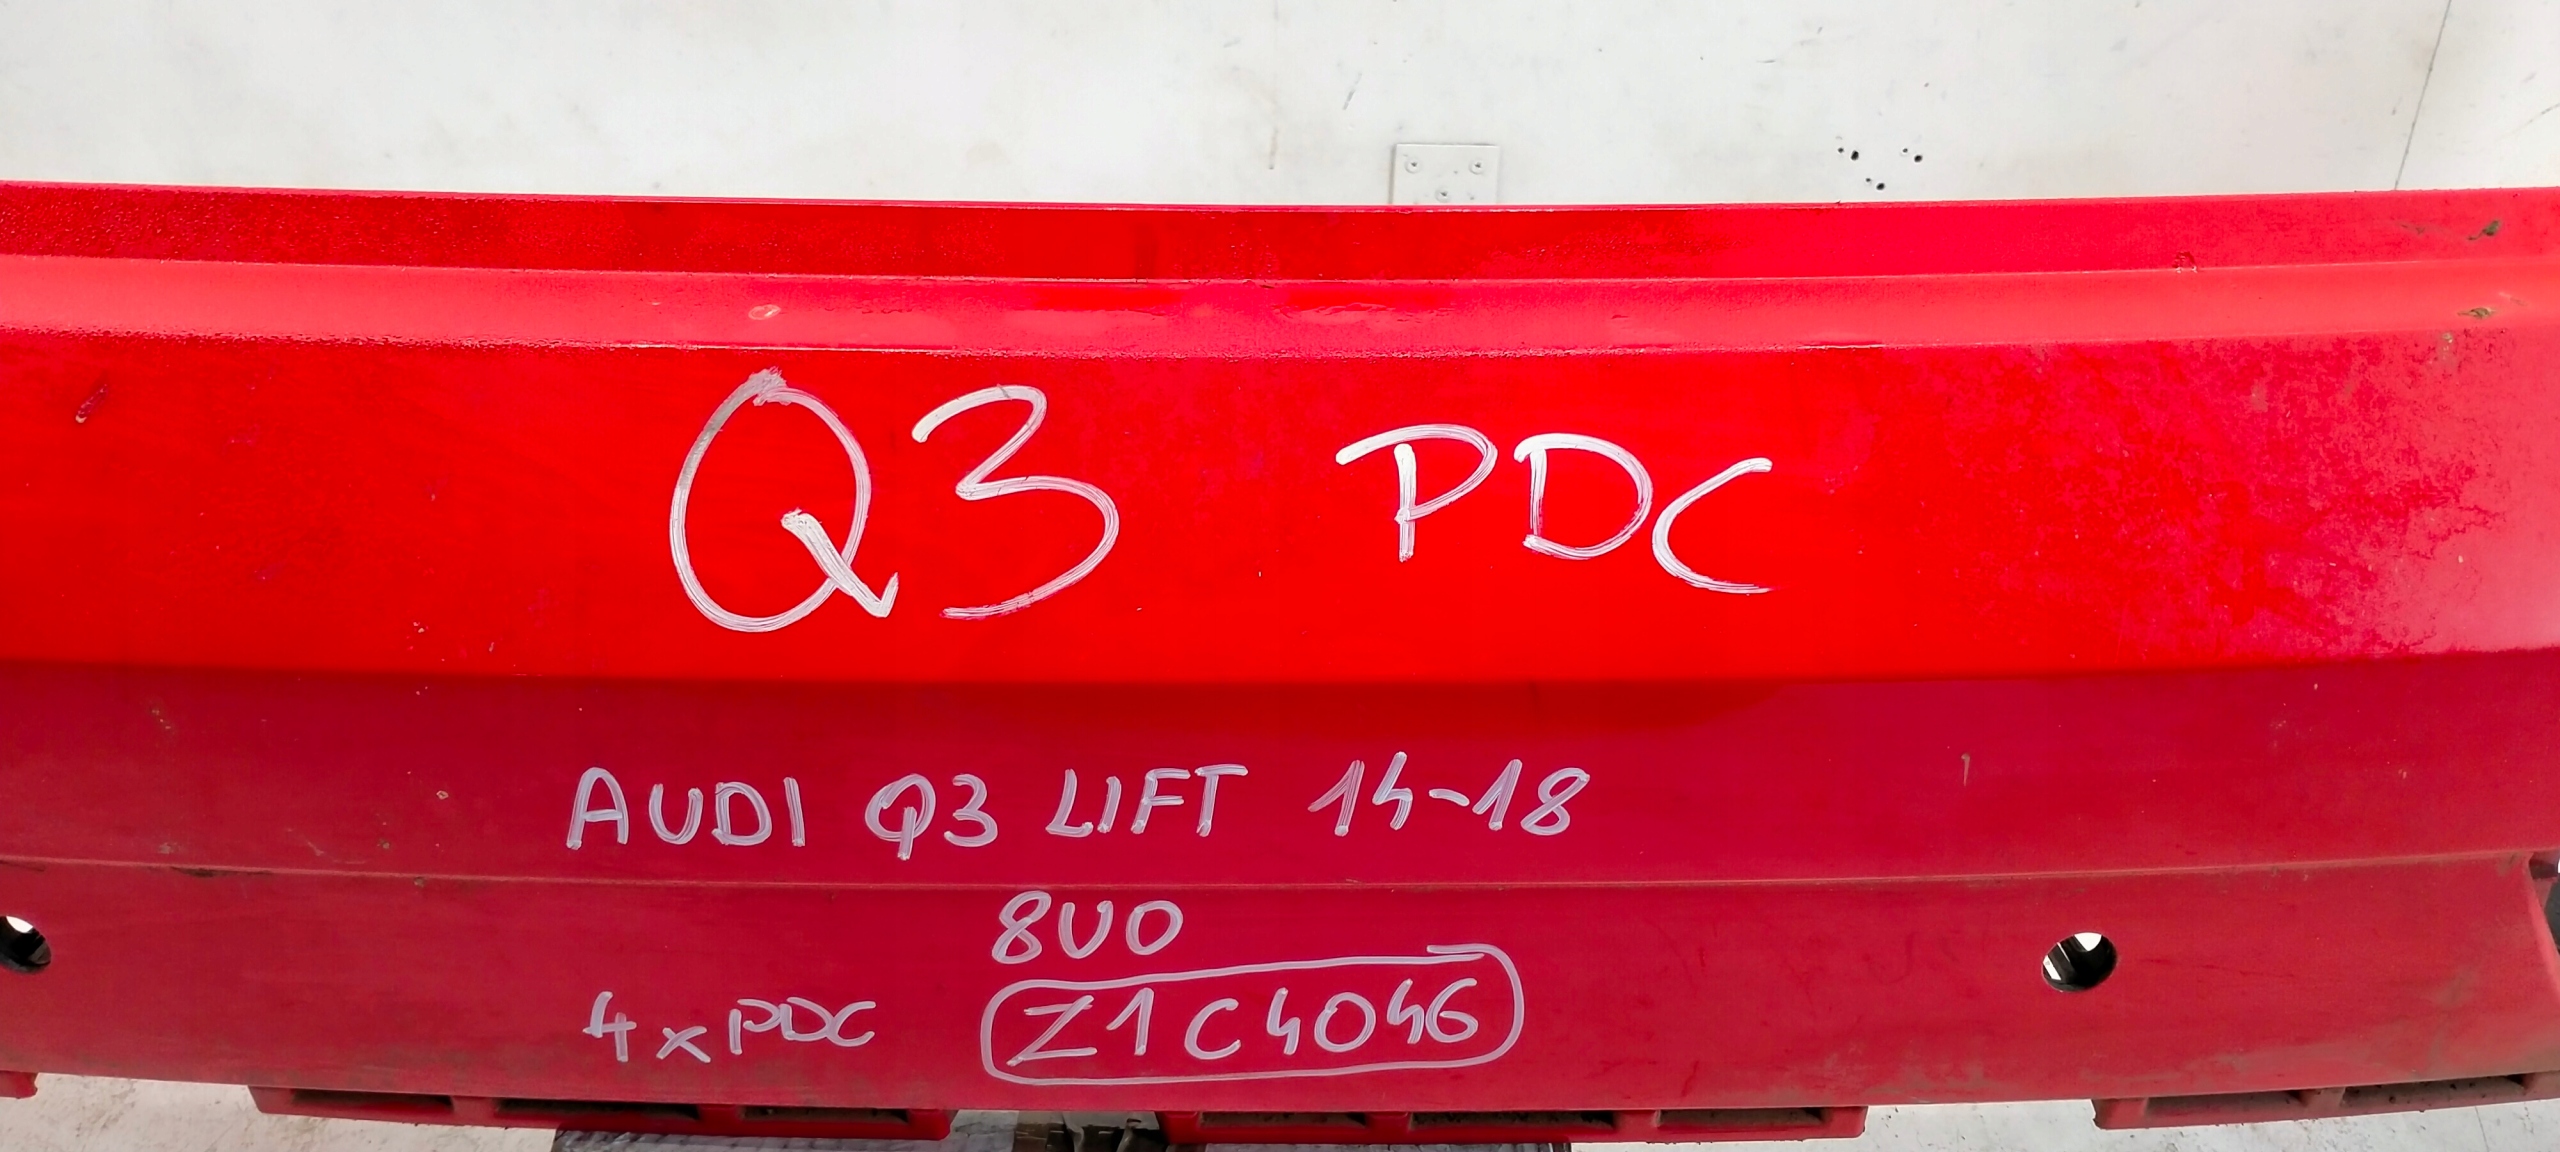 Q3 PDC
AUDI Q3 LIFT 14-18
8U0
4xPDC Z1C4046